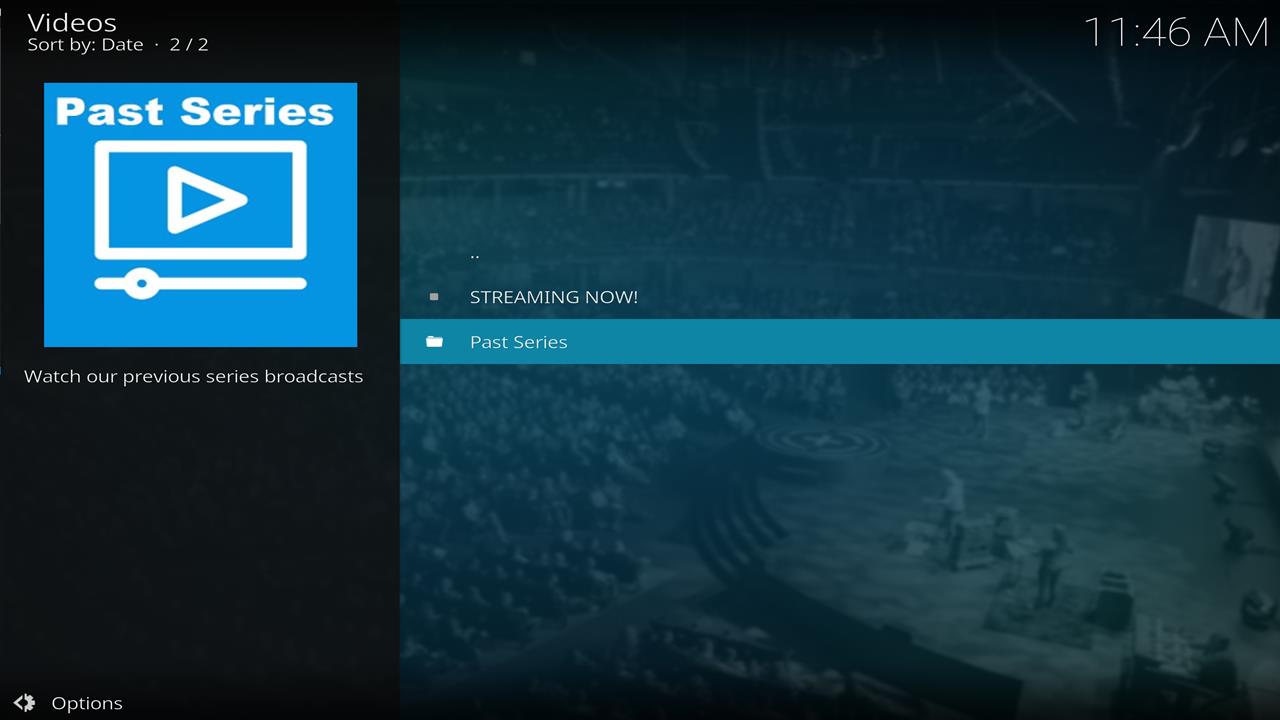 Videos
Sort by: Date · 2 / 2
11:46 AM
Past Series
Watch our previous series broadcasts
..
STREAMING NOW!
Past Series
Options